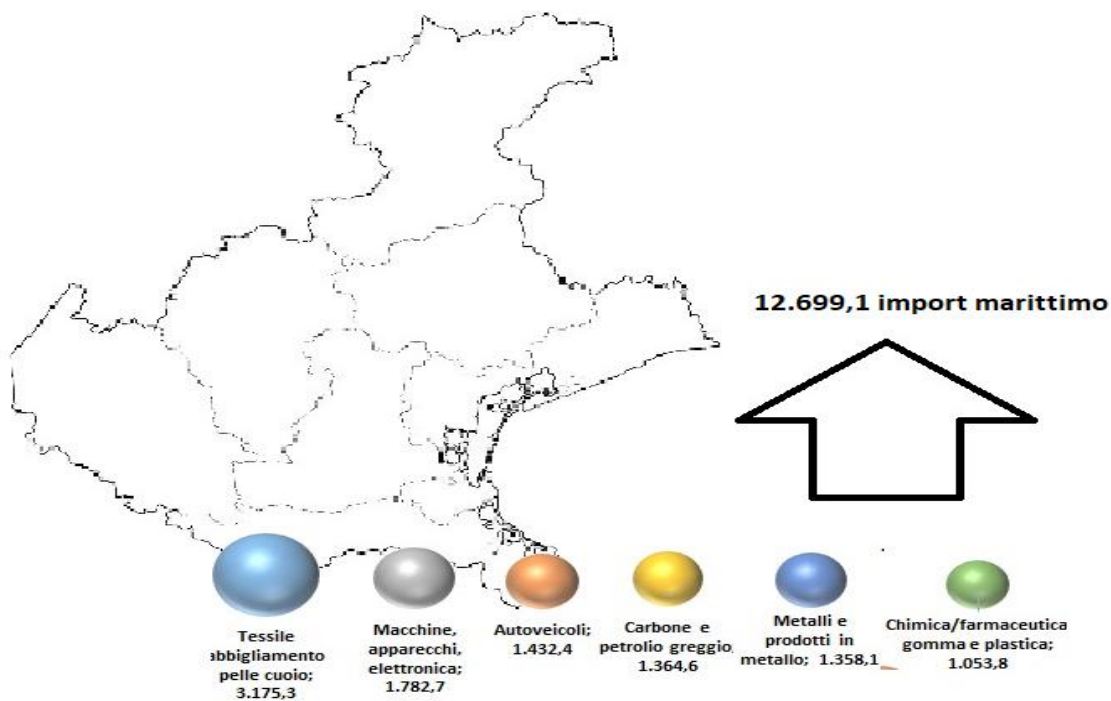 12.699,1 import marittimo
Tessile
abbigliamento
pelle cuoio;
3.175,3
Macchine,
apparecchi,
elettronica;
1.782,7
Autoveicoli;
1.432,4
Carbone e
petrolio greggio;
1.364,6
Metalli e
prodotti in
metallo; 1.358,1
Chimica/farmaceutica
gomma e plastica;
1.053,8